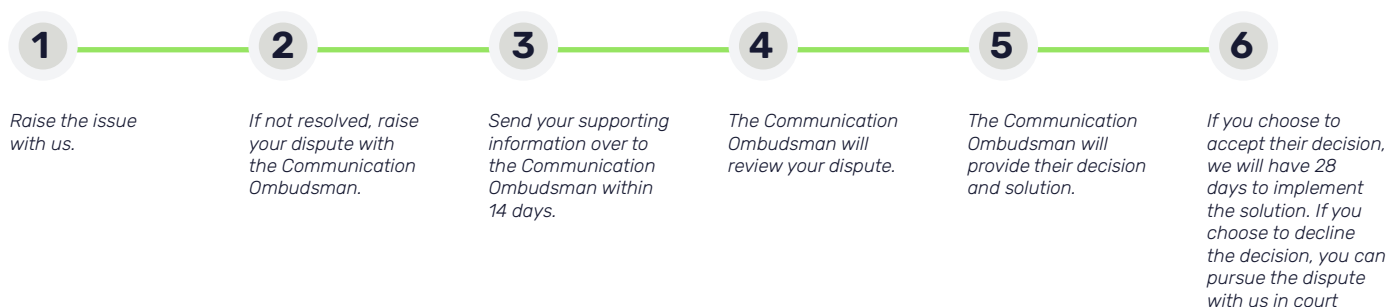 1
2
3
4
5
6
Raise the issue
with us.
If not resolved, raise
your dispute with
the Communication
Ombudsman.
Send your supporting
information over to
the Communication
Ombudsman within
14 days.
The Communication
Ombudsman will
review your dispute.
The Communication
Ombudsman will
provide their decision
and solution.
If you choose to
accept their decision,
we will have 28
days to implement
the solution. If you
choose to decline
the decision, you can
pursue the dispute
with us in court